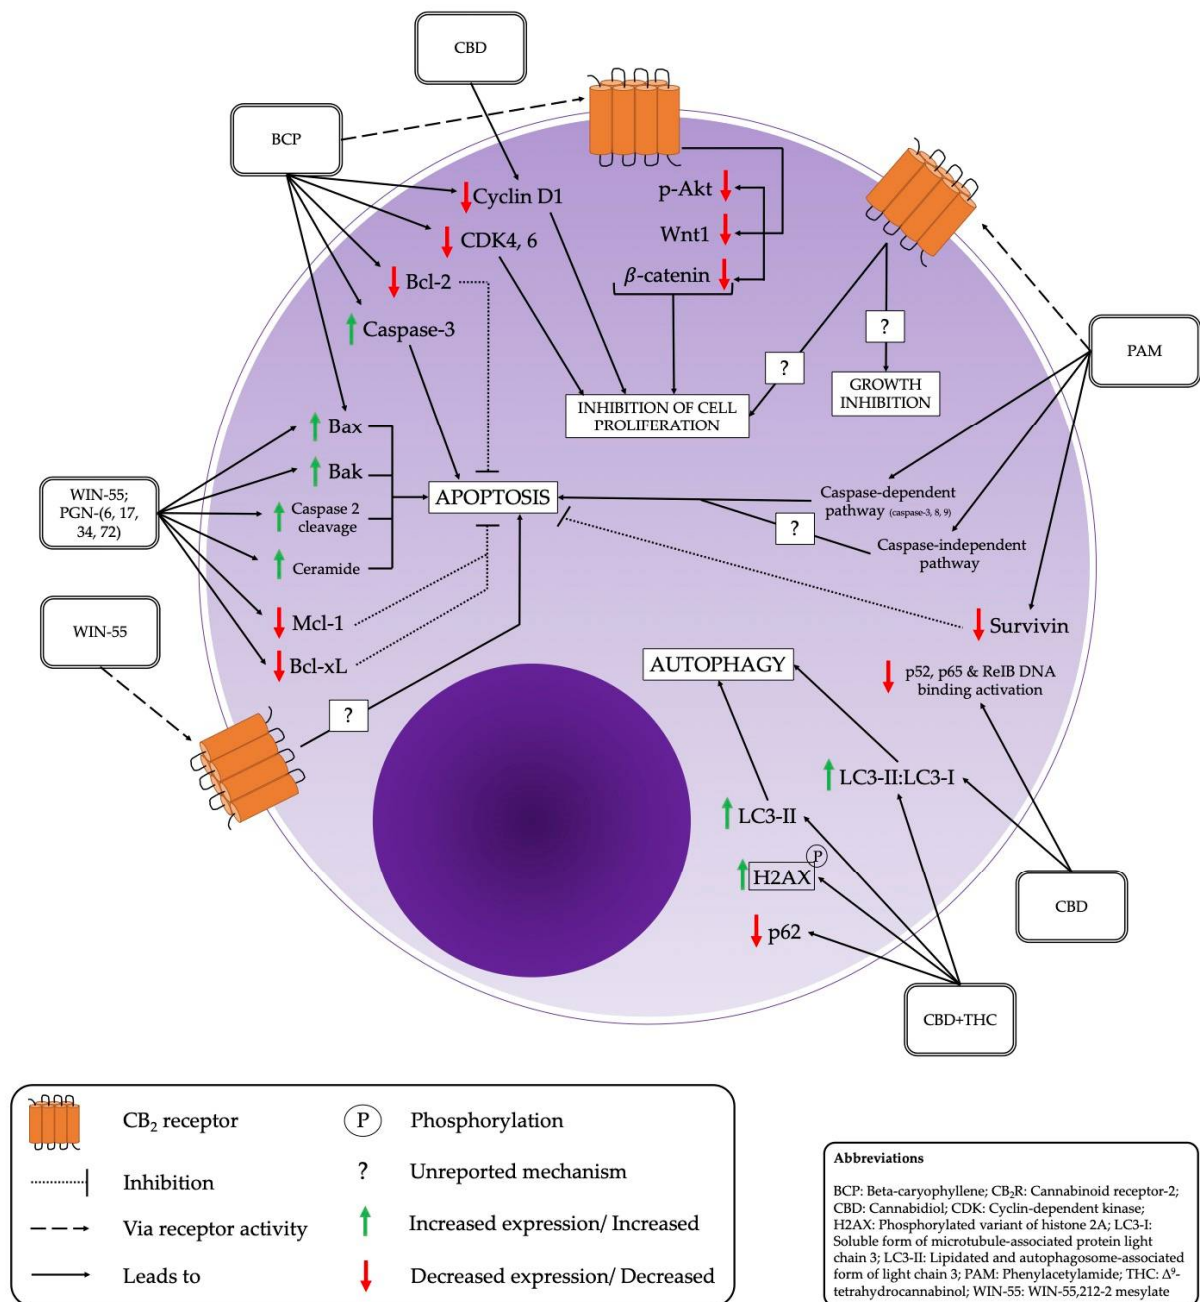 CBD
BCP
Cyclin D1
CDK4, 6
Bcl-2
Caspase-3
p-Akt
Wnt1
β-catenin
?
?
PAM
GROWTH
INHIBITION
INHIBITION OF CELL
PROLIFERATION
Bax
Bak
Caspase 2
cleavage
Ceramide
Mcl-1
Bcl-xL
WIN-55;
PGN-(6, 17,
34, 72)
WIN-55
APOPTOSIS
?
Caspase-dependent
pathway (caspase-3, 8, 9)
?
Caspase-independent
pathway
Survivin
AUTOPHAGY
p52, p65 & RelB DNA
binding activation
LC3-II:LC3-I
LC3-II
P
H2AX
p62
CBD
CBD+THC
CB₂ receptor
Inhibition
Via receptor activity
Leads to
P
Phosphorylation
?
Unreported mechanism
Increased expression/ Increased
Decreased expression/ Decreased
Abbreviations
BCP: Beta-caryophyllene; CB₂R: Cannabinoid receptor-2;
CBD: Cannabidiol; CDK: Cyclin-dependent kinase;
H2AX: Phosphorylated variant of histone 2A; LC3-I:
Soluble form of microtubule-associated protein light
chain 3; LC3-II: Lipidated and autophagosome-associated
form of light chain 3; PAM: Phenylacetylamide; THC: Δ⁹-
tetrahydrocannabinol; WIN-55: WIN-55,212-2 mesylate